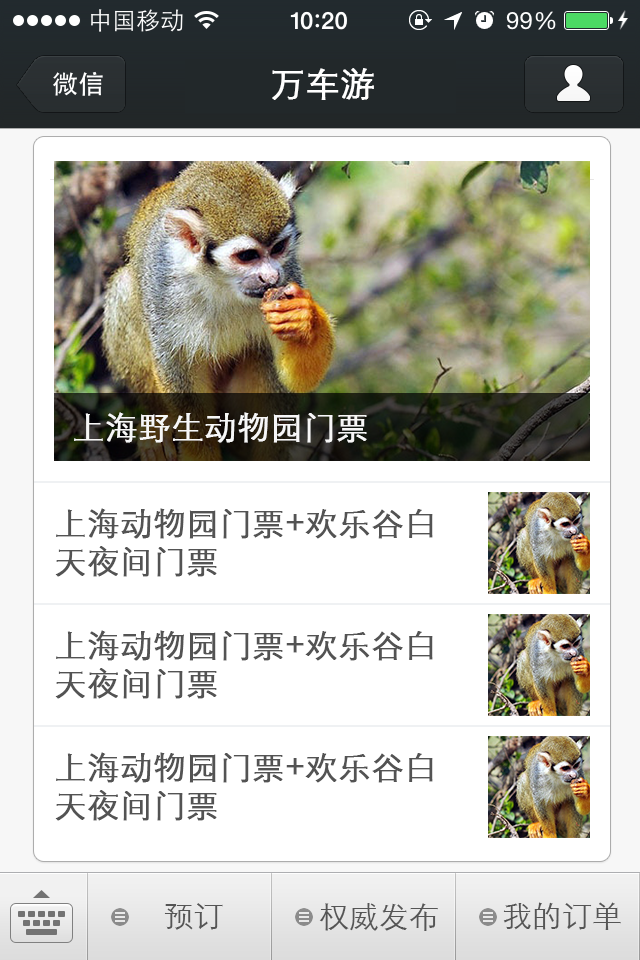 中国移动 10:20 99%
微信 万车游
上海野生动物园门票
上海动物园门票+欢乐谷白
天夜间门票
上海动物园门票+欢乐谷白
天夜间门票
上海动物园门票+欢乐谷白
天夜间门票
预订 权威发布 我的订单